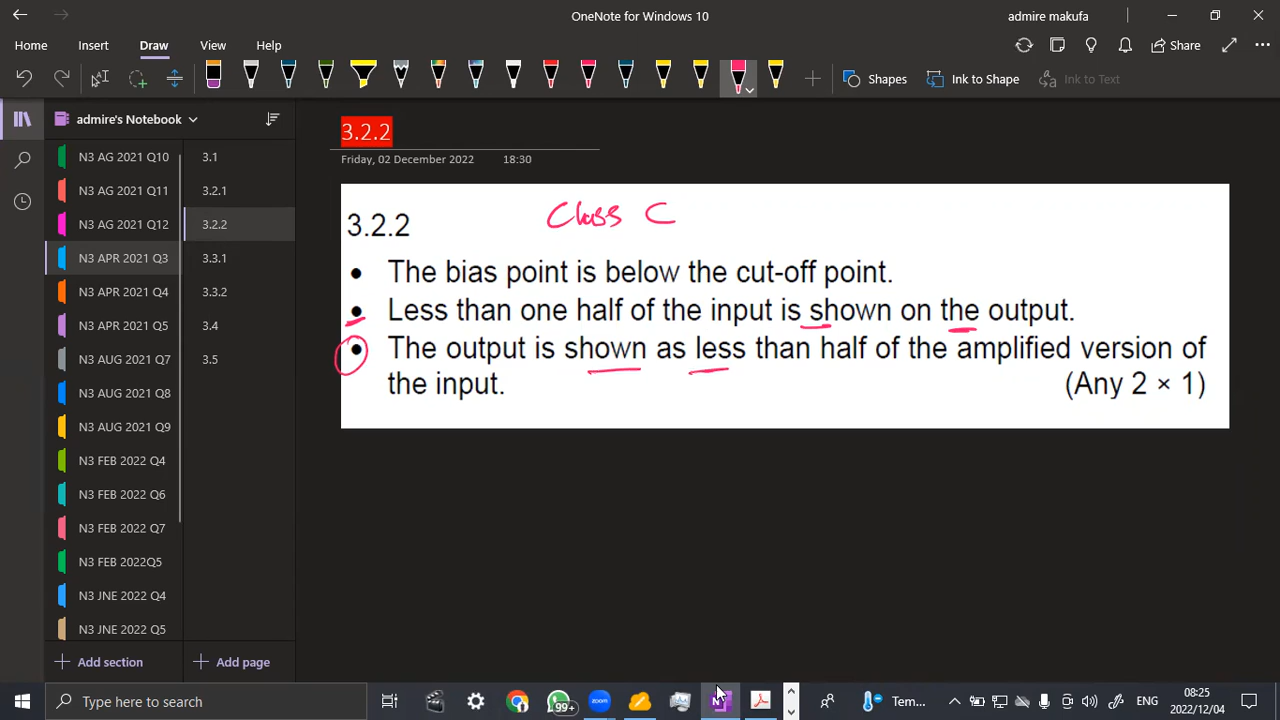 OneNote for Windows 10
admire makufa
Home
Insert
Draw
View
Help
Share
Shapes
Ink to Shape
Ink to Text
admire's Notebook
N3 AG 2021 Q10
N3 AG 2021 Q11
N3 AG 2021 Q12
N3 APR 2021 Q3
N3 APR 2021 Q4
N3 APR 2021 Q5
N3 AUG 2021 Q7
N3 AUG 2021 Q8
N3 AUG 2021 Q9
N3 FEB 2022 Q4
N3 FEB 2022 Q6
N3 FEB 2022 Q7
N3 FEB 2022Q5
N3 JNE 2022 Q4
N3 JNE 2022 Q5
Add section
3.1
3.2.1
3.2.2
3.3.1
3.3.2
3.4
3.5
Add page
3.2.2
Friday, 02 December 2022 18:30
Class C
3.2.2
• The bias point is below the cut-off point.
• Less than one half of the input is shown on the output.
• The output is shown as less than half of the amplified version of
the input. (Any 2 × 1)
Type here to search
99+
Tem...
ENG
08:25
2022/12/04